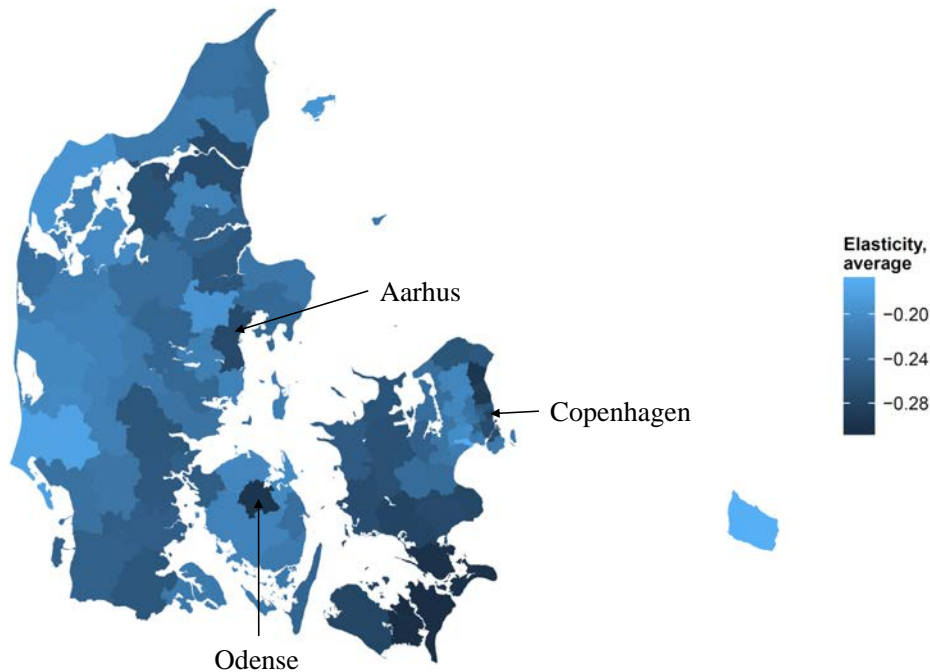 Elasticity,
average
Aarhus
−0.20
−0.24
−0.28
Copenhagen
Odense